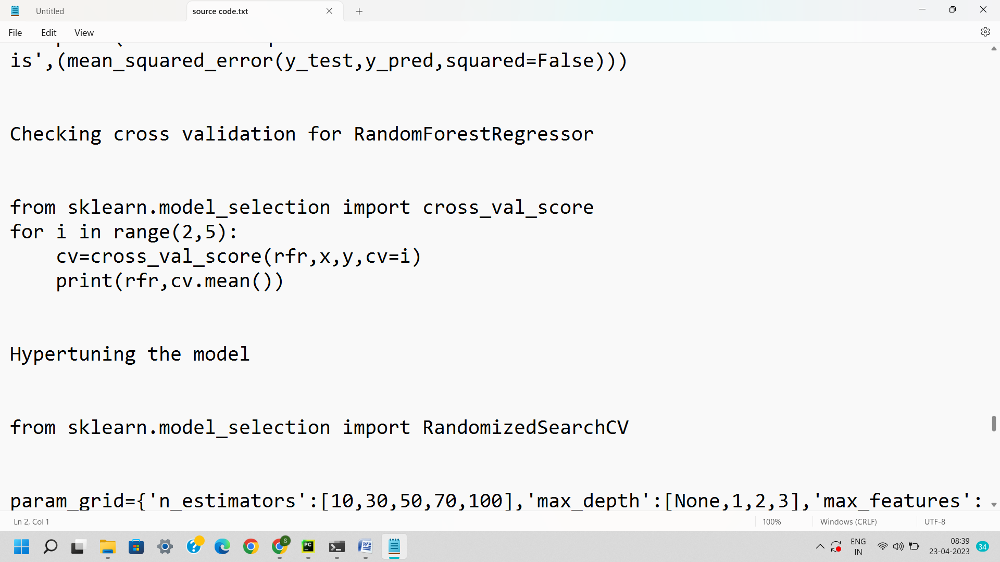 Untitled
source code.txt
File Edit View
is',(mean_squared_error(y_test,y_pred,squared=False)))
Checking cross validation for RandomForestRegressor
from sklearn.model_selection import cross_val_score
for i in range(2,5):
    cv=cross_val_score(rfr,x,y,cv=i)
    print(rfr,cv.mean())
Hypertuning the model
from sklearn.model_selection import RandomizedSearchCV
param_grid={'n_estimators':[10,30,50,70,100],'max_depth':[None,1,2,3],'max_features':
Ln 2, Col 1
100%
Windows (CRLF)
UTF-8
S
PC
W
ENG
IN
08:39
23-04-2023
34